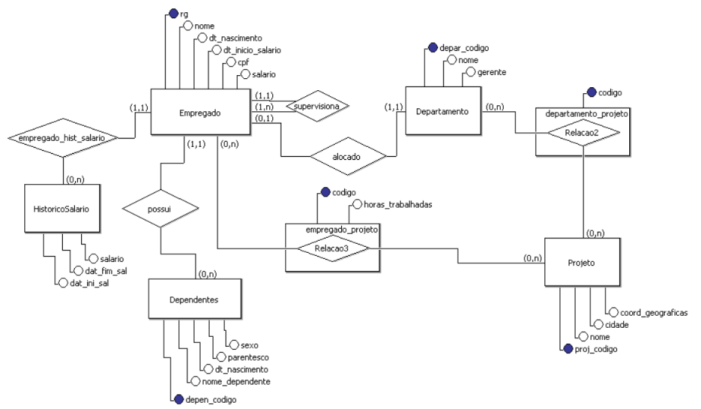 rg
nome
dt_nascimento
dt_inicio_salario
cpf
salario
Empregado
(1,1)
(1,1)
(1,n)
(0,1)
(1,1)
(0,n)
supervisiona
alocado
depar_codigo
nome
gerente
Departamento
(1,1)
(0,n)
codigo
departamento_projeto
Relacao2
empregado_hist_salario
(0,n)
HistoricoSalario
salario
dat_fim_sal
dat_ini_sal
possui
(0,n)
Dependentes
sexo
parentesco
dt_nascimento
nome_dependente
depen_codigo
codigo
horas_trabalhadas
empregado_projeto
Relacao3
(0,n)
(0,n)
Projeto
coord_geograficas
cidade
nome
proj_codigo